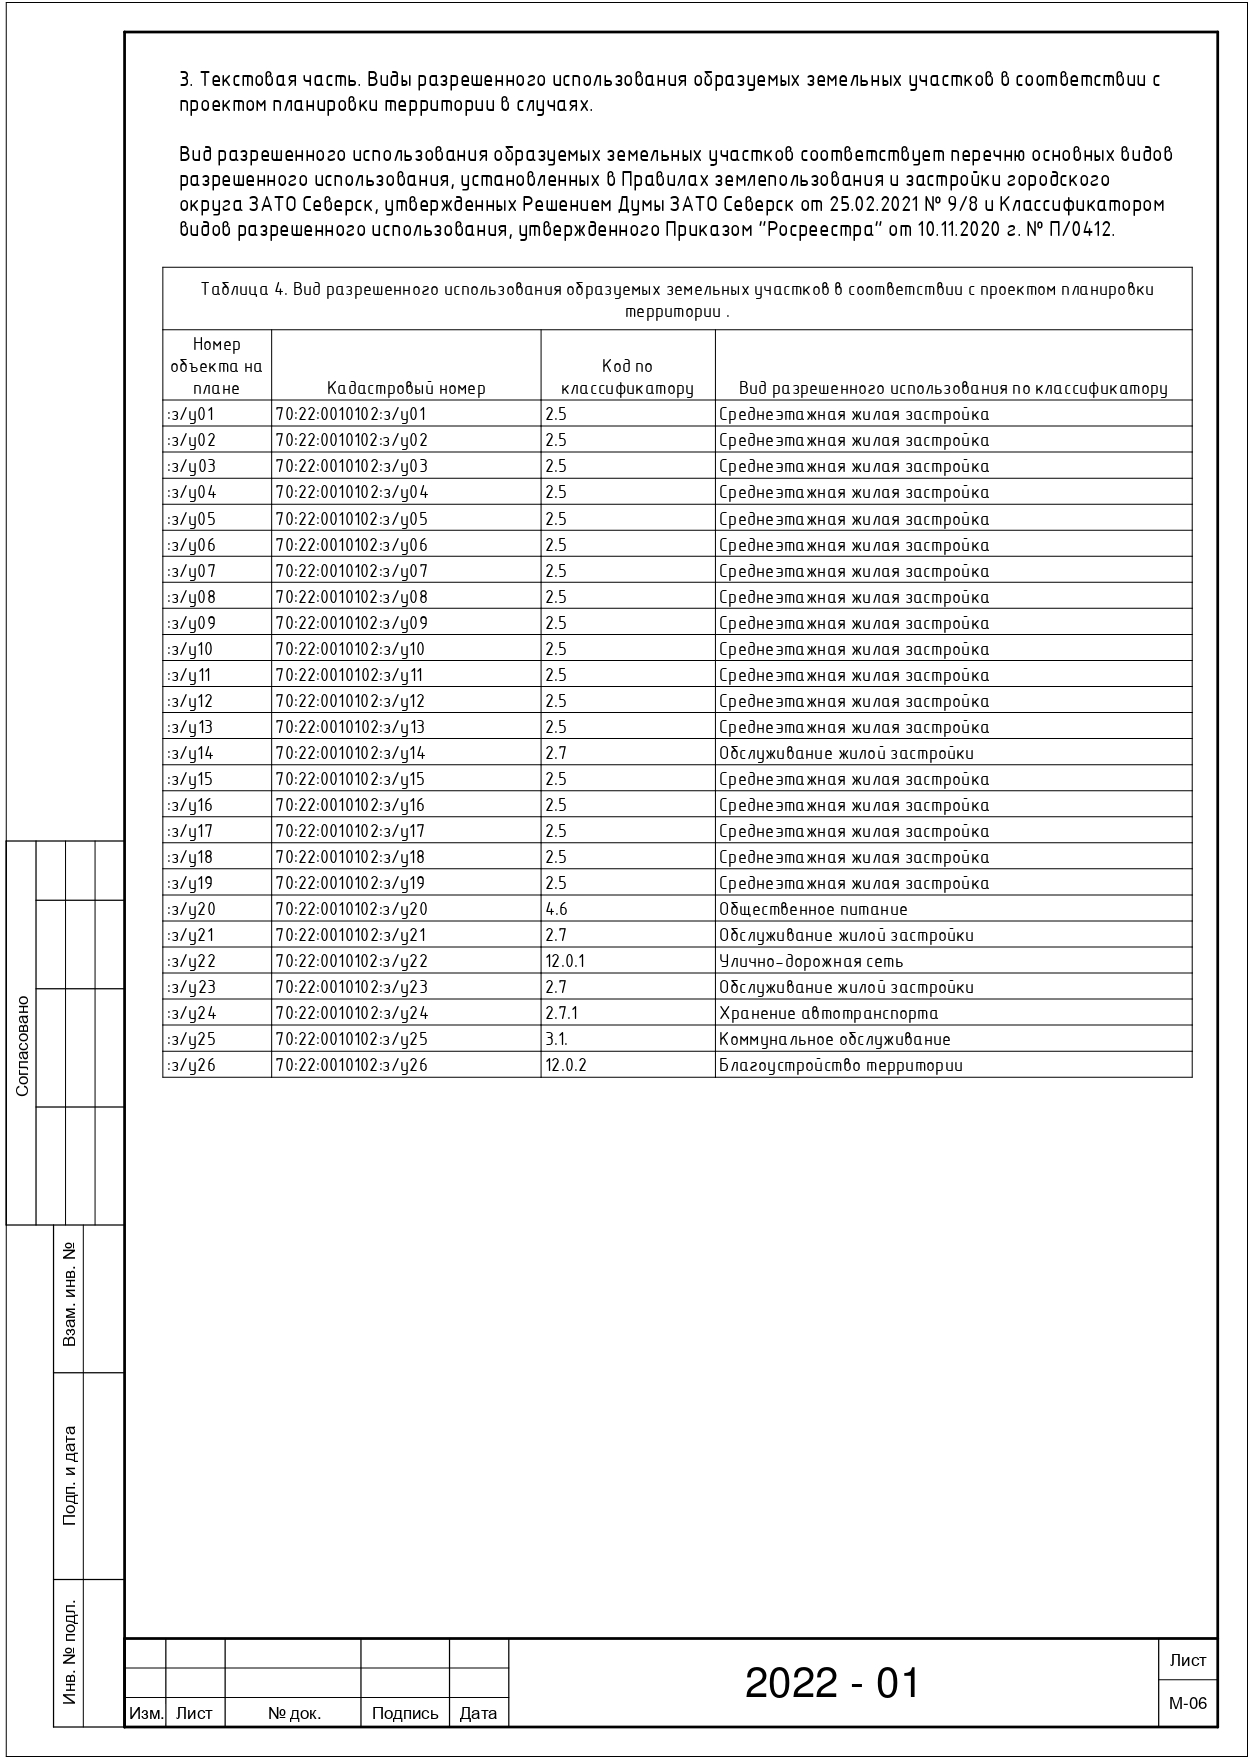 3. Текстовая часть. Виды разрешенного использования образуемых земельных участков в соответствии с
проектом планировки территории в случаях.
Вид разрешенного использования образуемых земельных участков соответствует перечню основных видов
разрешенного использования, установленных в Правилах землепользования и застройки городского
округа ЗАТО Северск, утвержденных Решением Думы ЗАТО Северск от 25.02.2021 № 9/8 и Классификатором
видов разрешенного использования, утвержденного Приказом "Росреестра" от 10.11.2020 г. № П/0412.
Таблица 4. Вид разрешенного использования образуемых земельных участков в соответствии с проектом планировки
территории .
Номер
объекта на
плане
Кадастровый номер
Код по
классификатору
Вид разрешенного использования по классификатору
:з/у01 70:22:0010102:з/у01 2.5 Среднеэтажная жилая застройка
:з/у02 70:22:0010102:з/у02 2.5 Среднеэтажная жилая застройка
:з/у03 70:22:0010102:з/у03 2.5 Среднеэтажная жилая застройка
:з/у04 70:22:0010102:з/у04 2.5 Среднеэтажная жилая застройка
:з/у05 70:22:0010102:з/у05 2.5 Среднеэтажная жилая застройка
:з/у06 70:22:0010102:з/у06 2.5 Среднеэтажная жилая застройка
:з/у07 70:22:0010102:з/у07 2.5 Среднеэтажная жилая застройка
:з/у08 70:22:0010102:з/у08 2.5 Среднеэтажная жилая застройка
:з/у09 70:22:0010102:з/у09 2.5 Среднеэтажная жилая застройка
:з/у10 70:22:0010102:з/у10 2.5 Среднеэтажная жилая застройка
:з/у11 70:22:0010102:з/у11 2.5 Среднеэтажная жилая застройка
:з/у12 70:22:0010102:з/у12 2.5 Среднеэтажная жилая застройка
:з/у13 70:22:0010102:з/у13 2.5 Среднеэтажная жилая застройка
:з/у14 70:22:0010102:з/у14 2.7 Обслуживание жилой застройки
:з/у15 70:22:0010102:з/у15 2.5 Среднеэтажная жилая застройка
:з/у16 70:22:0010102:з/у16 2.5 Среднеэтажная жилая застройка
:з/у17 70:22:0010102:з/у17 2.5 Среднеэтажная жилая застройка
:з/у18 70:22:0010102:з/у18 2.5 Среднеэтажная жилая застройка
:з/у19 70:22:0010102:з/у19 2.5 Среднеэтажная жилая застройка
:з/у20 70:22:0010102:з/у20 4.6 Общественное питание
:з/у21 70:22:0010102:з/у21 2.7 Обслуживание жилой застройки
:з/у22 70:22:0010102:з/у22 12.0.1 Улично-дорожная сеть
:з/у23 70:22:0010102:з/у23 2.7 Обслуживание жилой застройки
:з/у24 70:22:0010102:з/у24 2.7.1 Хранение автотранспорта
:з/у25 70:22:0010102:з/у25 3.1. Коммунальное обслуживание
:з/у26 70:22:0010102:з/у26 12.0.2 Благоустройство территории
Согласовано
Взам. инв. №
Подп. и дата
Инв. № подл.
Изм. Лист № док. Подпись Дата
2022 - 01
Лист
М-06